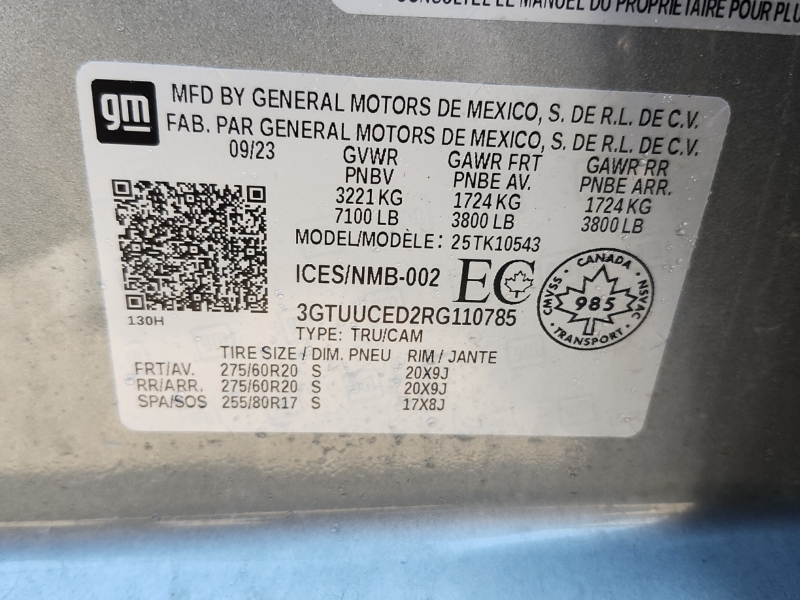 CONSULTEZ LE MANUEL DU PROPRIÉTAIRE POUR PLU
gm
MFD BY GENERAL MOTORS DE MEXICO, S. DE R.L. DE C.V.
FAB. PAR GENERAL MOTORS DE MEXICO, S. DE R.L. DE C.V.
09/23 GVWR GAWR FRT GAWR RR
PNBV PNBE AV. PNBE ARR.
3221 KG 1724 KG 1724 KG
7100 LB 3800 LB 3800 LB
MODEL/MODÈLE: 25TK10543
ICES/NMB-002 EC
CANADA
CMVSS 985 NSVAC
130H
3GTUUCED2RG110785
TYPE: TRU/CAM
TIRE SIZE / DIM. PNEU RIM / JANTE
FRT/AV. 275/60R20 S 20X9J
RR/ARR. 275/60R20 S 20X9J
SPA/SOS 255/80R17 S 17X8J